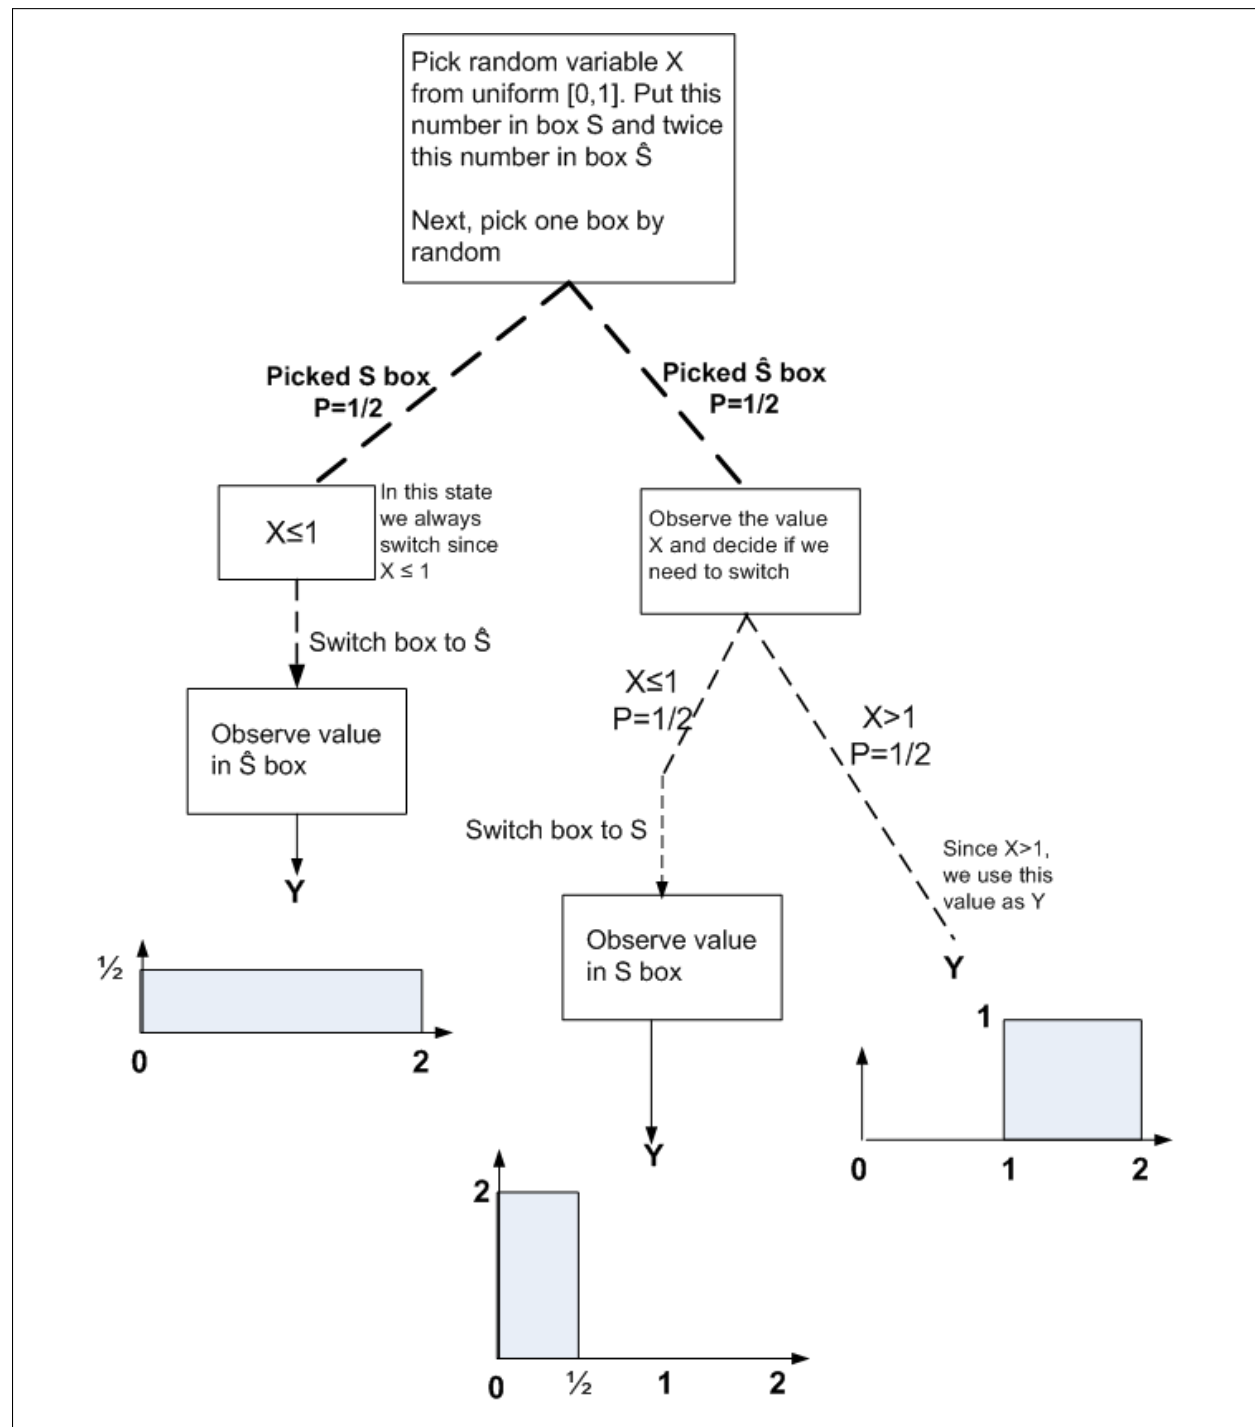 Pick random variable X
from uniform [0,1]. Put this
number in box S and twice
this number in box Ŝ
Next, pick one box by
random
Picked S box
P=1/2
Picked Ŝ box
P=1/2
X≤1
In this state
we always
switch since
X ≤ 1
Observe the value
X and decide if we
need to switch
Switch box to Ŝ
X≤1
P=1/2
X>1
P=1/2
Observe value
in Ŝ box
Switch box to S
Since X>1,
we use this
value as Y
Y
Observe value
in S box
Y
½
0
2
1
0
1
2
Y
2
0
½
1
2